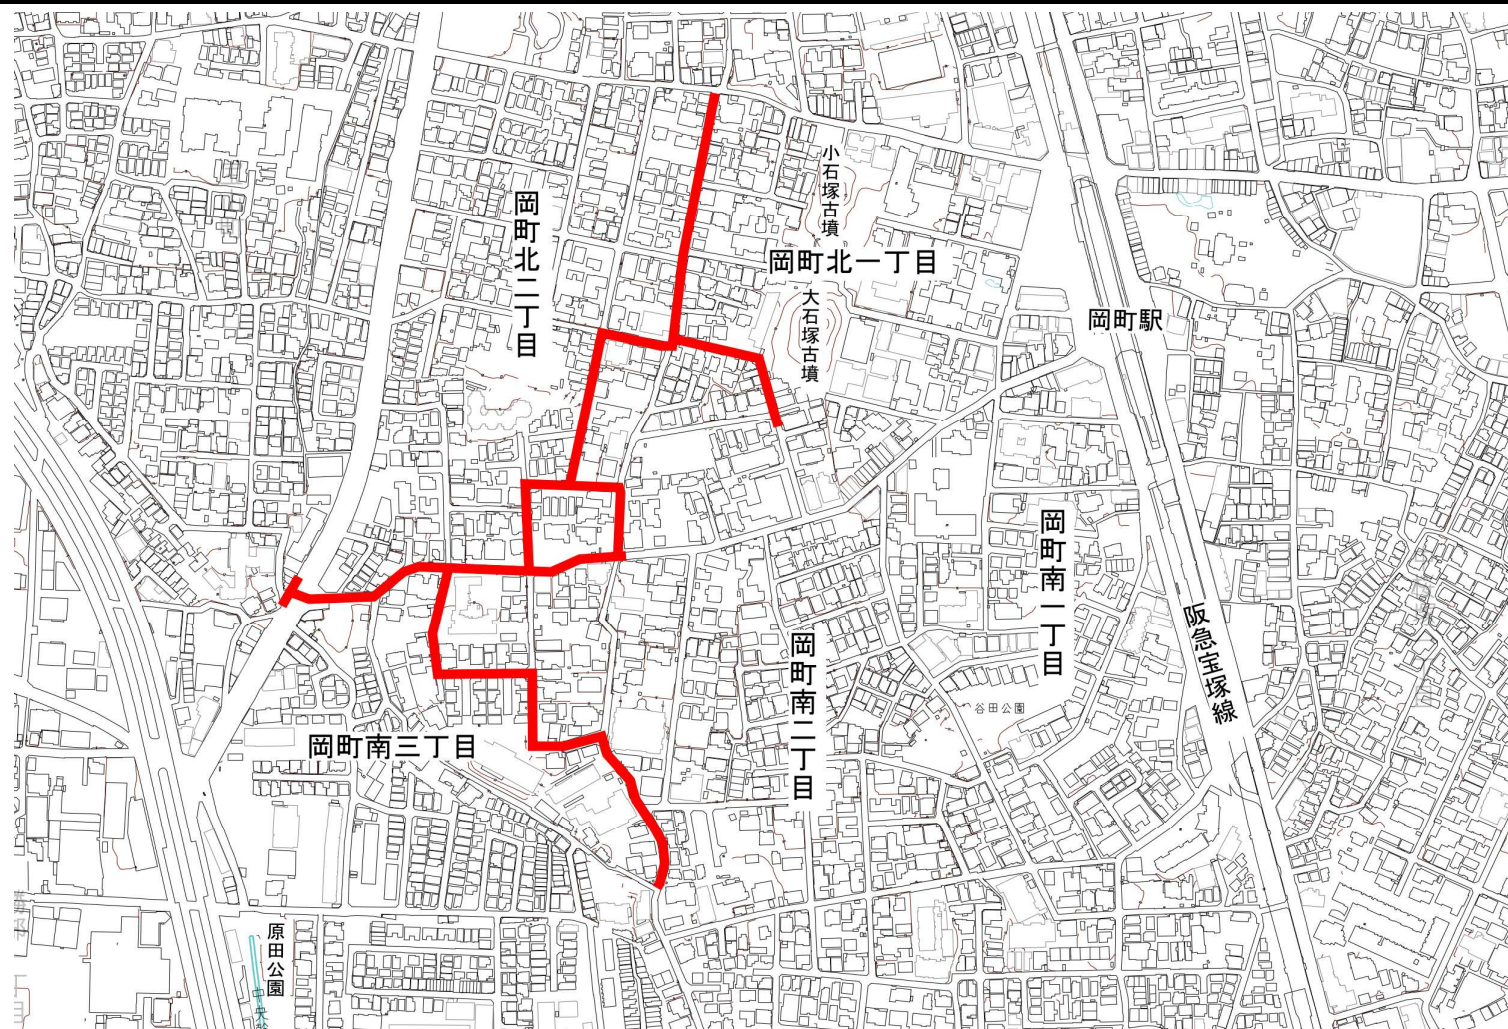 小石塚古墳
岡町北二丁目
岡町北一丁目
大石塚古墳
岡町駅
岡町南一丁目
阪急宝塚線
岡町南二丁目
谷田公園
岡町南三丁目
原田公園